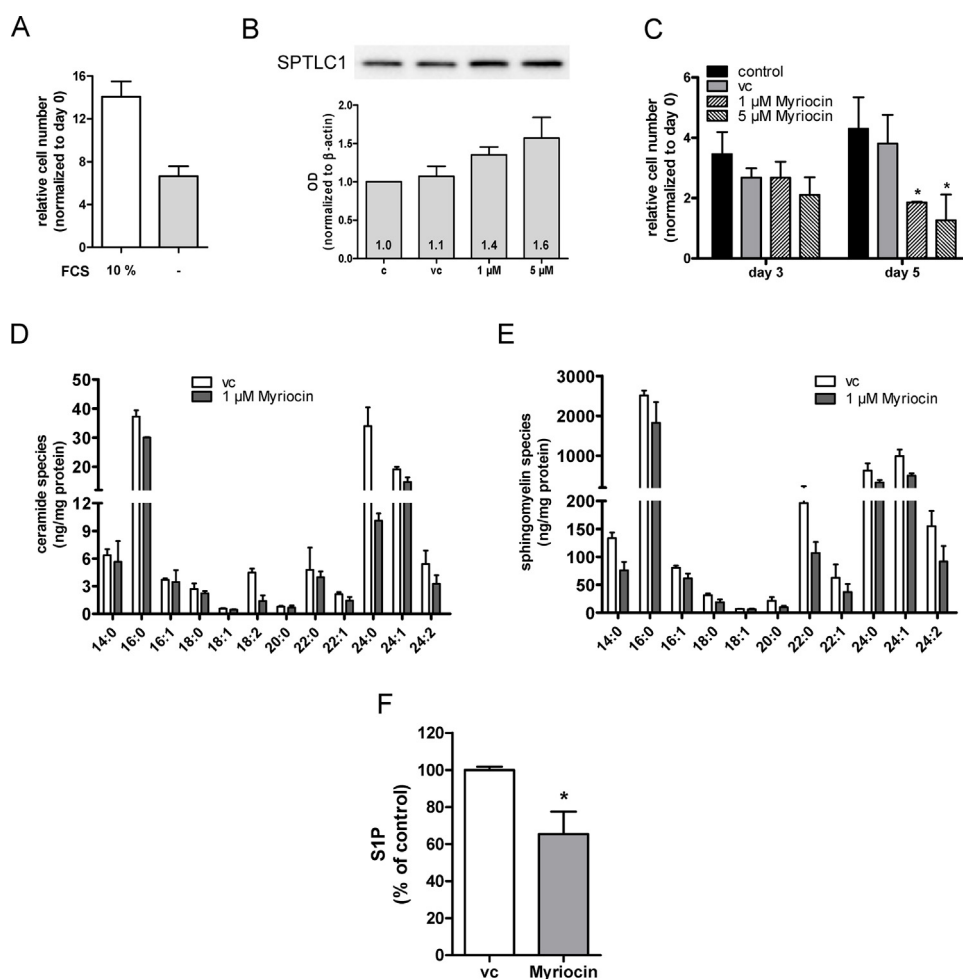 A
relative cell number
(normalized to day 0)
16
12
8
4
0
FCS 10 % -
B
SPTLC1
OD
(normalized to β-actin)
2.0
1.5
1.0
0.5
0.0
1.0 1.1 1.4 1.6
c vc 1 µM 5 µM
C
relative cell number
(normalized to day 0)
6
4
2
0
control
vc
1 µM Myriocin
5 µM Myriocin
* *
day 3 day 5
D
ceramide species
(ng/mg protein)
50
40
30
20
9
6
3
0
vc
1 µM Myriocin
14:0 16:0 16:1 18:0 18:1 18:2 20:0 22:0 22:1 24:0 24:1 24:2
E
sphingomyelin species
(ng/mg protein)
3000
2000
1000
200
150
100
50
0
vc
1 µM Myriocin
14:0 16:0 16:1 18:0 18:1 20:0 22:0 22:1 24:0 24:1 24:2
F
S1P
(% of control)
120
100
80
60
40
20
0
*
vc Myriocin